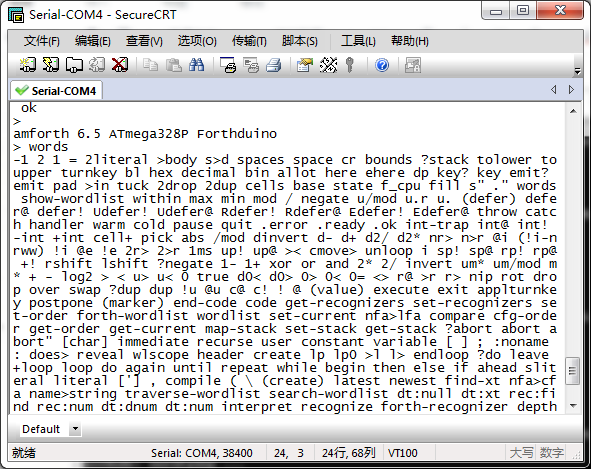 Serial-COM4 - SecureCRT
文件(F) 编辑(E) 查看(V) 选项(O) 传输(T) 脚本(S) 工具(L) 帮助(H)
Serial-COM4
ok
>
amforth 6.5 ATmega328P Forthduino
> words
-1 2 1 = 2literal >body s>d spaces space cr bounds ?stack tolower to
upper turnkey bl hex decimal bin allot here ehere dp key? key emit?
emit pad >in tuck 2drop 2dup cells base state f_cpu fill s" ." words
show-wordlist within max min mod / negate u/mod u.r u. (defer) defe
r@ defer! Udefer! Udefer@ Rdefer! Rdefer@ Edefer! Edefer@ throw catc
h handler warm cold pause quit .error .ready .ok int-trap int@ int!
-int +int cell+ pick abs /mod dinvert d- d+ d2/ d2* nr> n>r @i (!i-n
rww) !i @e !e 2r> 2>r 1ms up! up@ >< cmove> unloop i sp! sp@ rp! rp@
+! rshift lshift ?negate 1- 1+ xor or and 2* 2/ invert um* um/mod m
* + - log2 > < u> u< 0 true d0< d0> 0> 0< 0= <> r@ >r r> nip rot dro
p over swap ?dup dup !u @u c@ c! ! @ (value) execute exit applturnke
y postpone (marker) end-code code get-recognizers set-recognizers se
t-order forth-wordlist wordlist set-current nfa>lfa compare cfg-orde
r get-order get-current map-stack set-stack get-stack ?abort abort a
bort" [char] immediate recurse user constant variable [ ] ; :noname
: does> reveal wlscope header create lp lp0 >l l> endloop ?do leave
+loop loop do again until repeat while begin then else if ahead slit
eral literal ['] , compile ( \ (create) latest newest find-xt nfa>cf
a name>string traverse-wordlist search-wordlist dt:null dt:xt rec:fi
nd rec:num dt:dnum dt:num interpret recognize forth-recognizer depth
Default
就绪 Serial: COM4, 38400 24, 3 24行, 68列 VT100 大写 数字